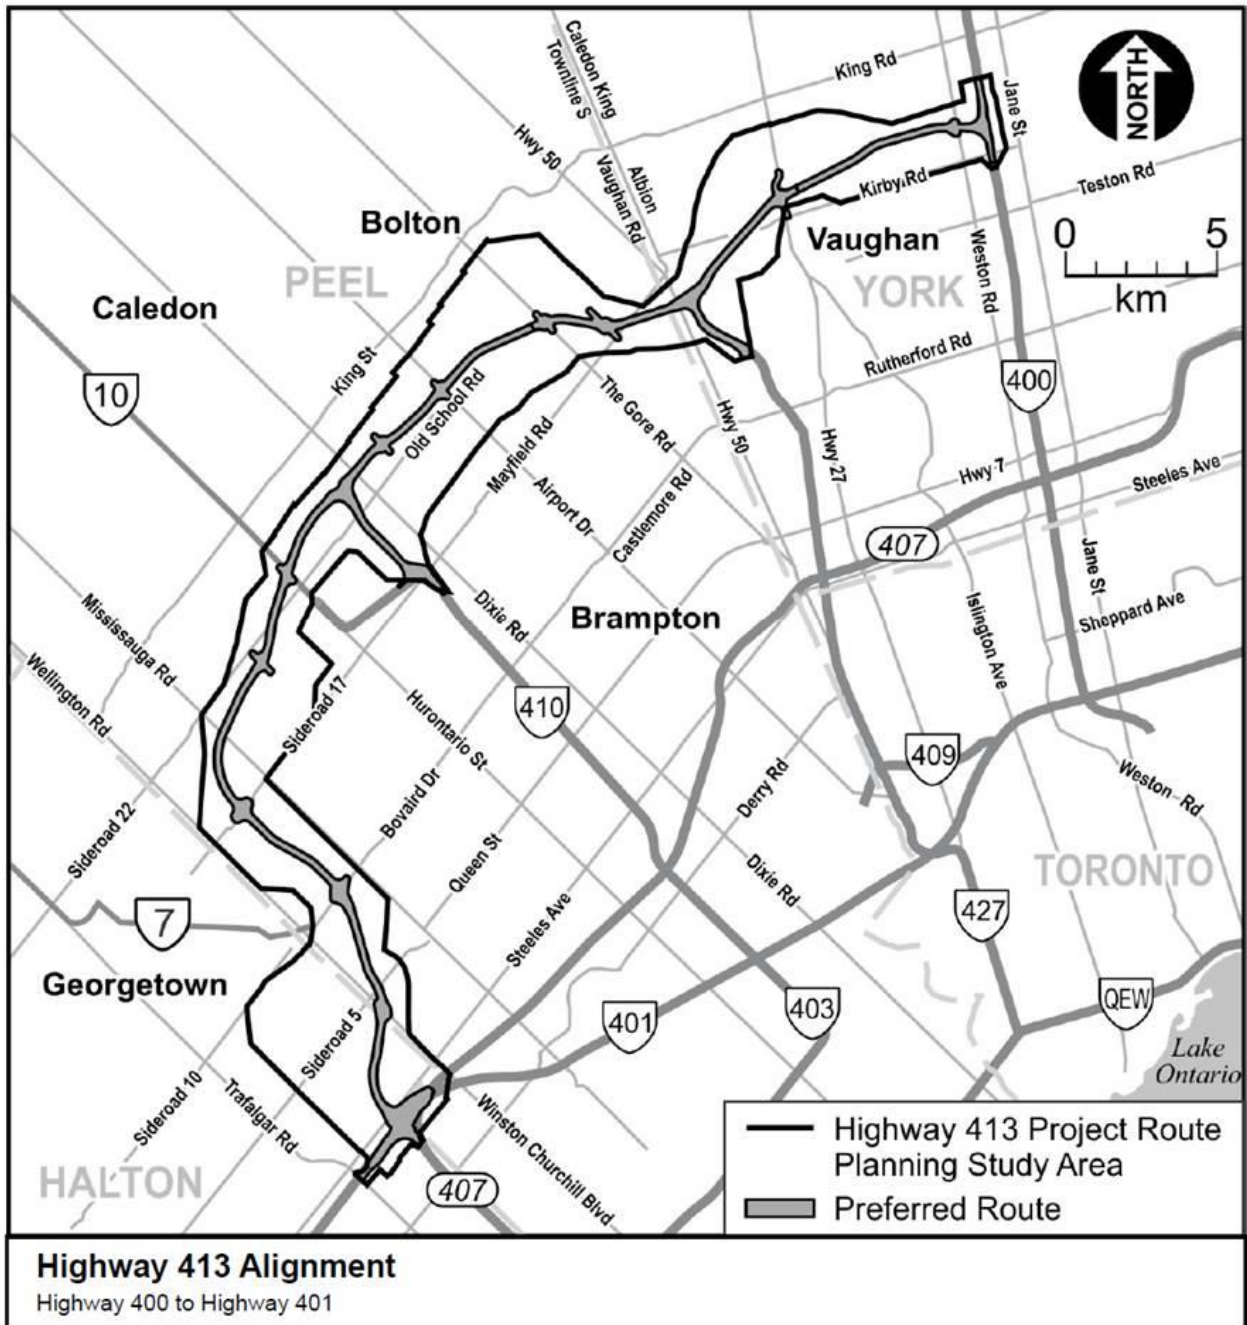 King Rd
Jane St
NORTH
Caledon King
Townline S
Hwy 50
Albion
Vaughan Rd
Kirby Rd
Teston Rd
0 5
km
Bolton
Vaughan
PEEL
YORK
Weston Rd
Caledon
King St
10
Old School Rd
Rutherford Rd
400
The Gore Rd
Hwy 50
Hwy 27
Mayfield Rd
Airport Dr
Castlemore Rd
Hwy 7
Steeles Ave
407
Jane St
Mississauga Rd
Dixie Rd
Brampton
Islington Ave
Sheppard Ave
Wellington Rd
Sideroad 17
Hurontario St
410
409
Weston Rd
Sideroad 22
Bovaird Dr
Queen St
Derry Rd
Dixie Rd
TORONTO
7
Steeles Ave
427
Georgetown
Sideroad 5
401
403
QEW
Lake
Ontario
Sideroad 10
Trafalgar Rd
Winston Churchill Blvd
HALTON
407
Highway 413 Project Route
Planning Study Area
Preferred Route
Highway 413 Alignment
Highway 400 to Highway 401